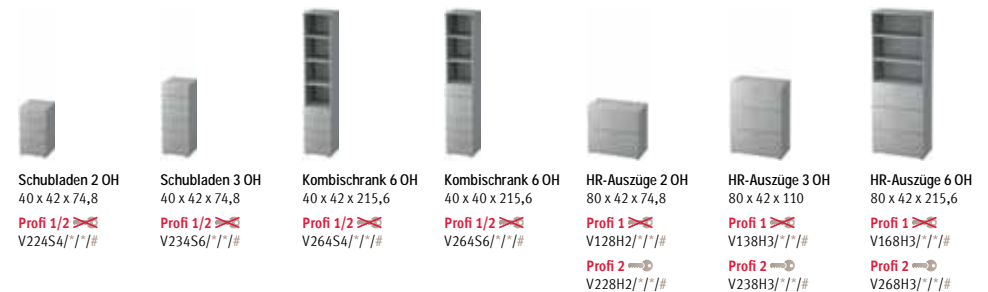 Schubladen 2 OH
40 x 42 x 74,8
Profi 1/2
V224S4/*/*/#
Schubladen 3 OH
40 x 42 x 74,8
Profi 1/2
V234S6/*/*/#
Kombischrank 6 OH
40 x 42 x 215,6
Profi 1/2
V264S4/*/*/#
Kombischrank 6 OH
40 x 40 x 215,6
Profi 1/2
V264S6/*/*/#
HR-Auszüge 2 OH
80 x 42 x 74,8
Profi 1
V128H2/*/*/#
Profi 2
V228H2/*/*/#
HR-Auszüge 3 OH
80 x 42 x 110
Profi 1
V138H3/*/*/#
Profi 2
V238H3/*/*/#
HR-Auszüge 6 OH
80 x 42 x 215,6
Profi 1
V168H3/*/*/#
Profi 2
V268H3/*/*/#